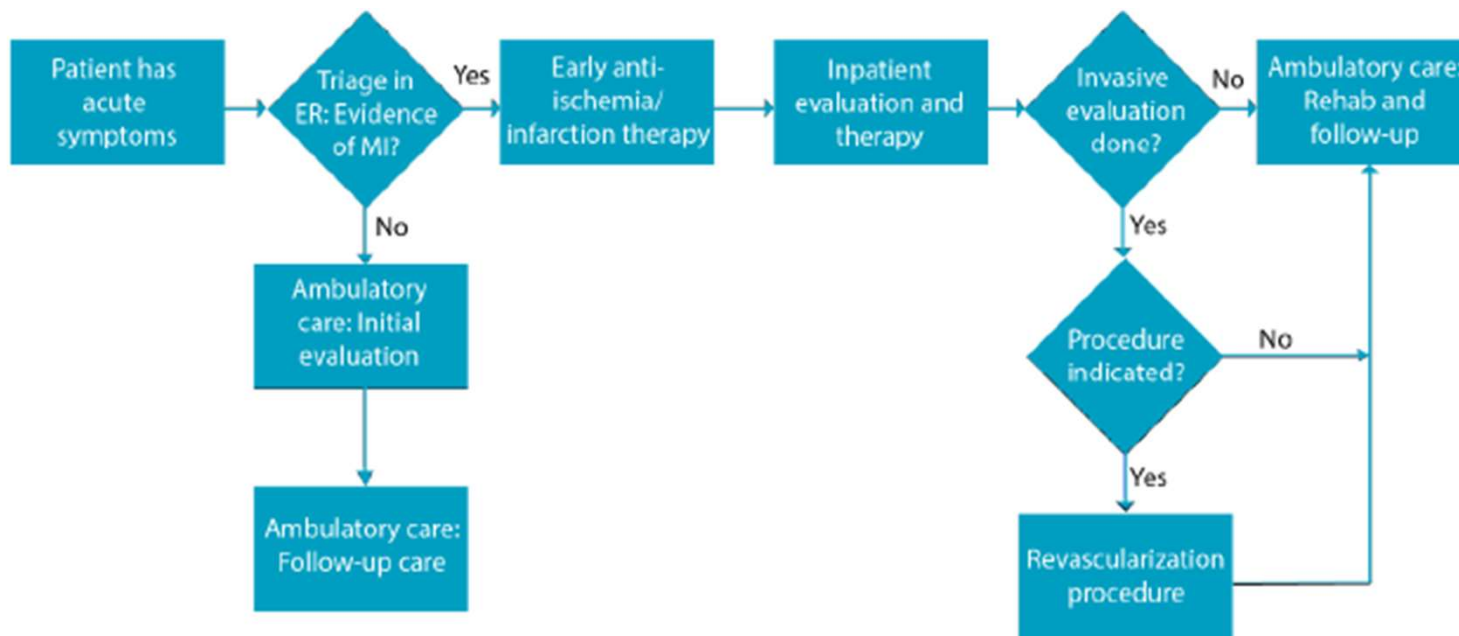 Patient has
acute
symptoms
Triage in
ER: Evidence
of MI?
Yes
Early anti-
ischemia/
infarction therapy
Inpatient
evaluation and
therapy
Invasive
evaluation
done?
No
Ambulatory care:
Rehab and
follow-up
No
Ambulatory
care: Initial
evaluation
Ambulatory care:
Follow-up care
Yes
Procedure
indicated?
No
Yes
Revascularization
procedure